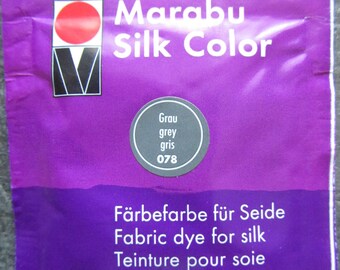 Marabu
Silk Color
Grau
grey
gris
078
Färbefarbe für Seide
Fabric dye for silk
Teinture pour soie